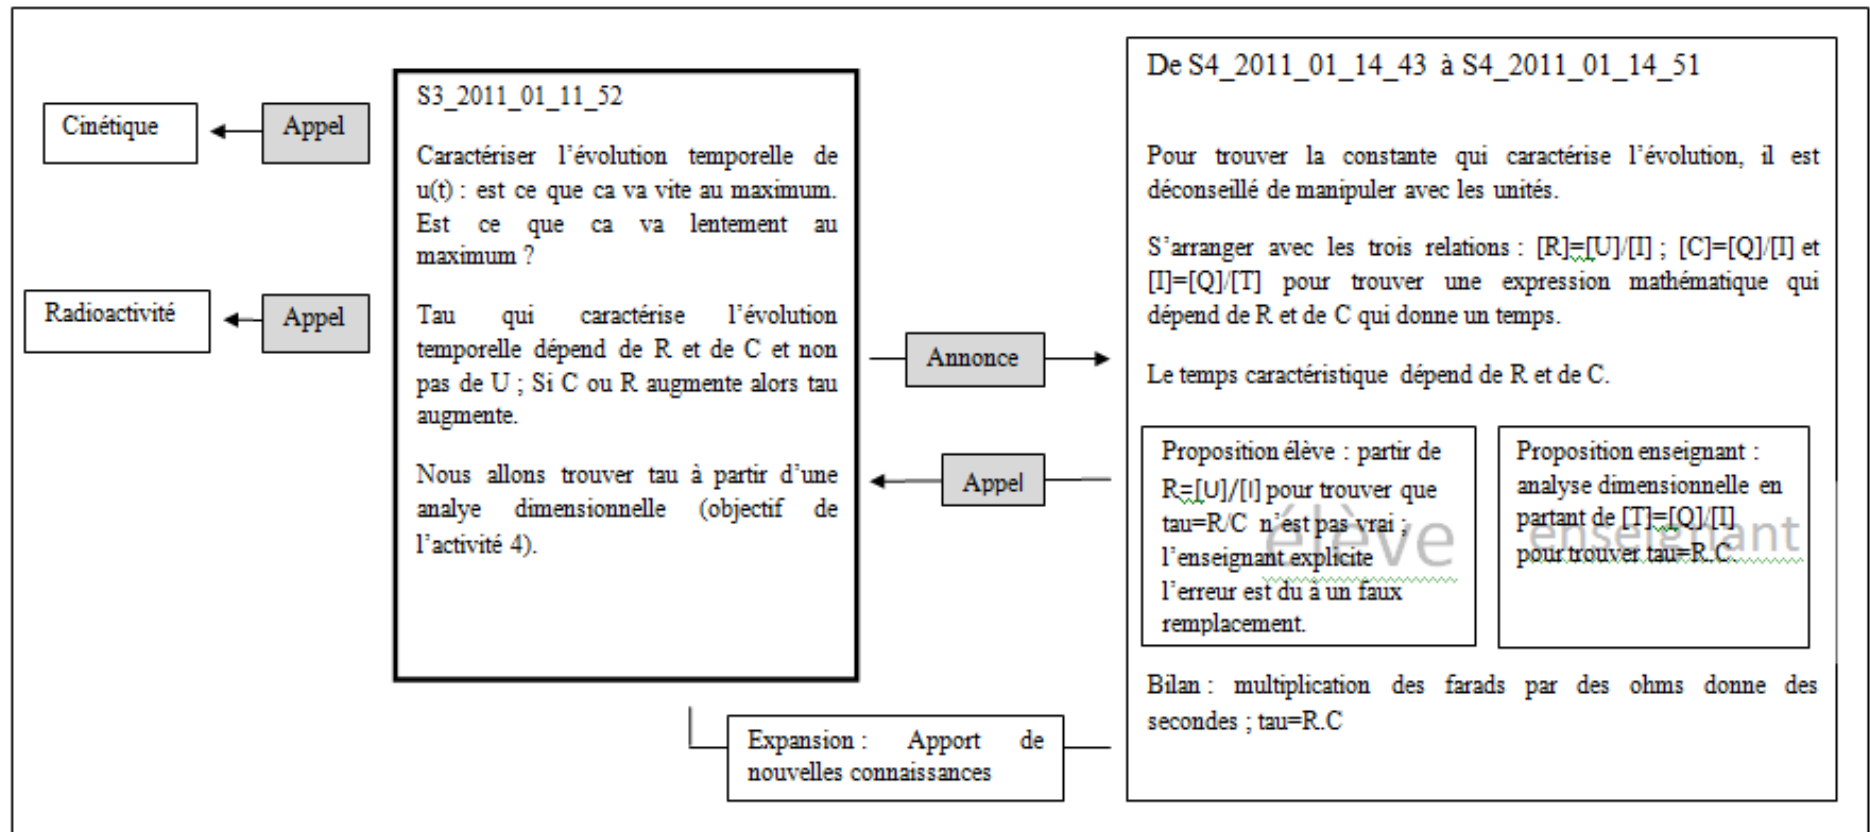 Cinétique
Appel
Radioactivité
Appel
S3_2011_01_11_52
Caractériser l’évolution temporelle de
u(t) : est ce que ca va vite au maximum.
Est ce que ca va lentement au
maximum ?
Tau qui caractérise l’évolution
temporelle dépend de R et de C et non
pas de U ; Si C ou R augmente alors tau
augmente.
Nous allons trouver tau à partir d’une
analye dimensionnelle (objectif de
l’activité 4).
Annonce
Appel
Expansion : Apport de
nouvelles connaissances
De S4_2011_01_14_43 à S4_2011_01_14_51
Pour trouver la constante qui caractérise l’évolution, il est
déconseillé de manipuler avec les unités.
S’arranger avec les trois relations : [R]=[U]/[I] ; [C]=[Q]/[I] et
[I]=[Q]/[T] pour trouver une expression mathématique qui
dépend de R et de C qui donne un temps.
Le temps caractéristique dépend de R et de C.
Proposition élève : partir de
R=[U]/[I] pour trouver que
tau=R/C n’est pas vrai ;
l’enseignant explicite
l’erreur est du à un faux
remplacement.
élève
Proposition enseignant :
analyse dimensionnelle en
partant de [T]=[Q]/[I]
pour trouver tau=R.C.
enseignant
Bilan : multiplication des farads par des ohms donne des
secondes ; tau=R.C